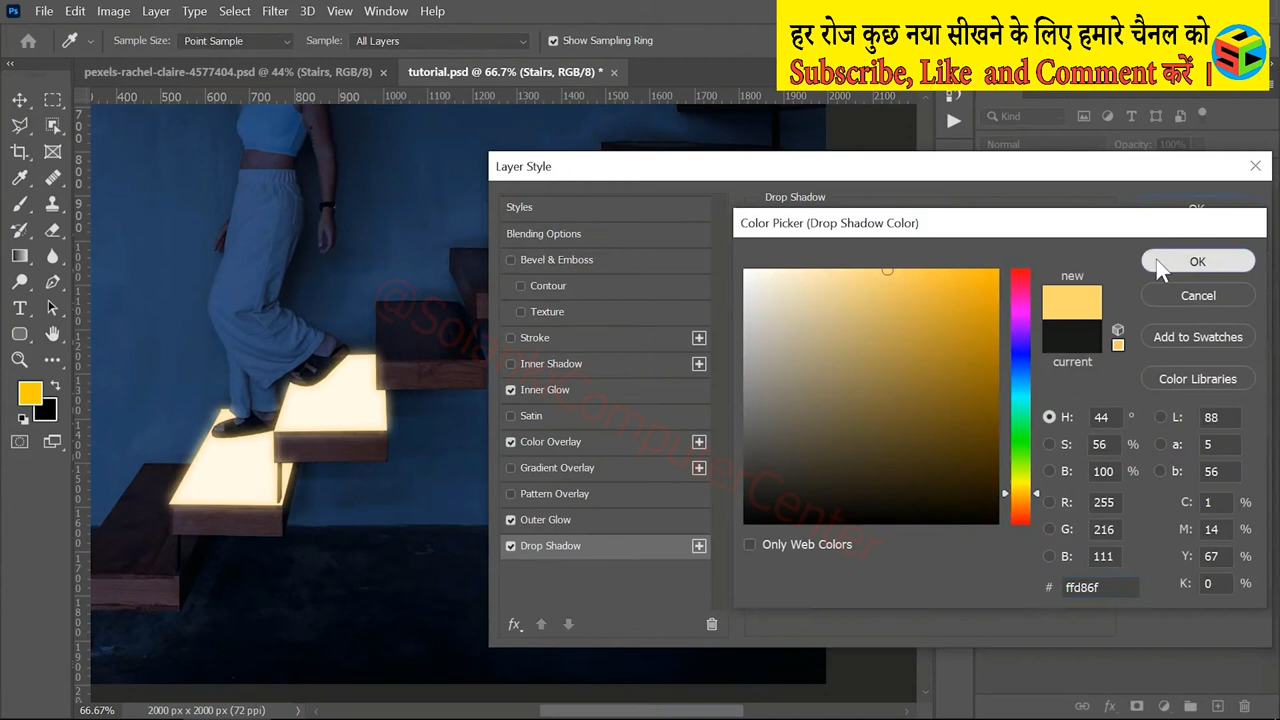 Ps File Edit Image Layer Type Select Filter 3D View Window Help
हर रोज कुछ नया सीखने के लिए हमारे चैनल को
Subscribe, Like and Comment करें |
Sample Size: Point Sample Sample: All Layers Show Sampling Ring
pexels-rachel-claire-4577404.psd @ 44% (Stairs, RGB/8) × tutorial.psd @ 66.7% (Stairs, RGB/8) * ×
400 500 600 700 800 900 1000 1100 1200 1300 1400 1500 1600 1700 1800 1900 2000 2100
Kind
Normal Opacity: 100%
Layer Style
Styles
Blending Options
Bevel & Emboss
Contour
Texture
Stroke
Inner Shadow
Inner Glow
Satin
Color Overlay
Gradient Overlay
Pattern Overlay
Outer Glow
Drop Shadow
fx
Drop Shadow
OK
Color Picker (Drop Shadow Color)
new
current
OK
Cancel
Add to Swatches
Color Libraries
H: 44 °
S: 56 %
B: 100 %
R: 255
G: 216
B: 111
# ffd86f
L: 88
a: 5
b: 56
C: 1 %
M: 14 %
Y: 67 %
K: 0 %
Only Web Colors
66.67% 2000 px x 2000 px (72 ppi)